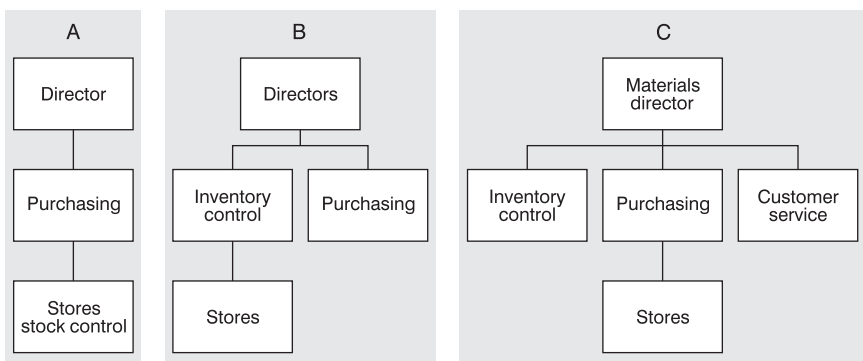 A
Director
Purchasing
Stores
stock control
B
Directors
Inventory
control
Purchasing
Stores
C
Materials
director
Inventory
control
Purchasing
Customer
service
Stores